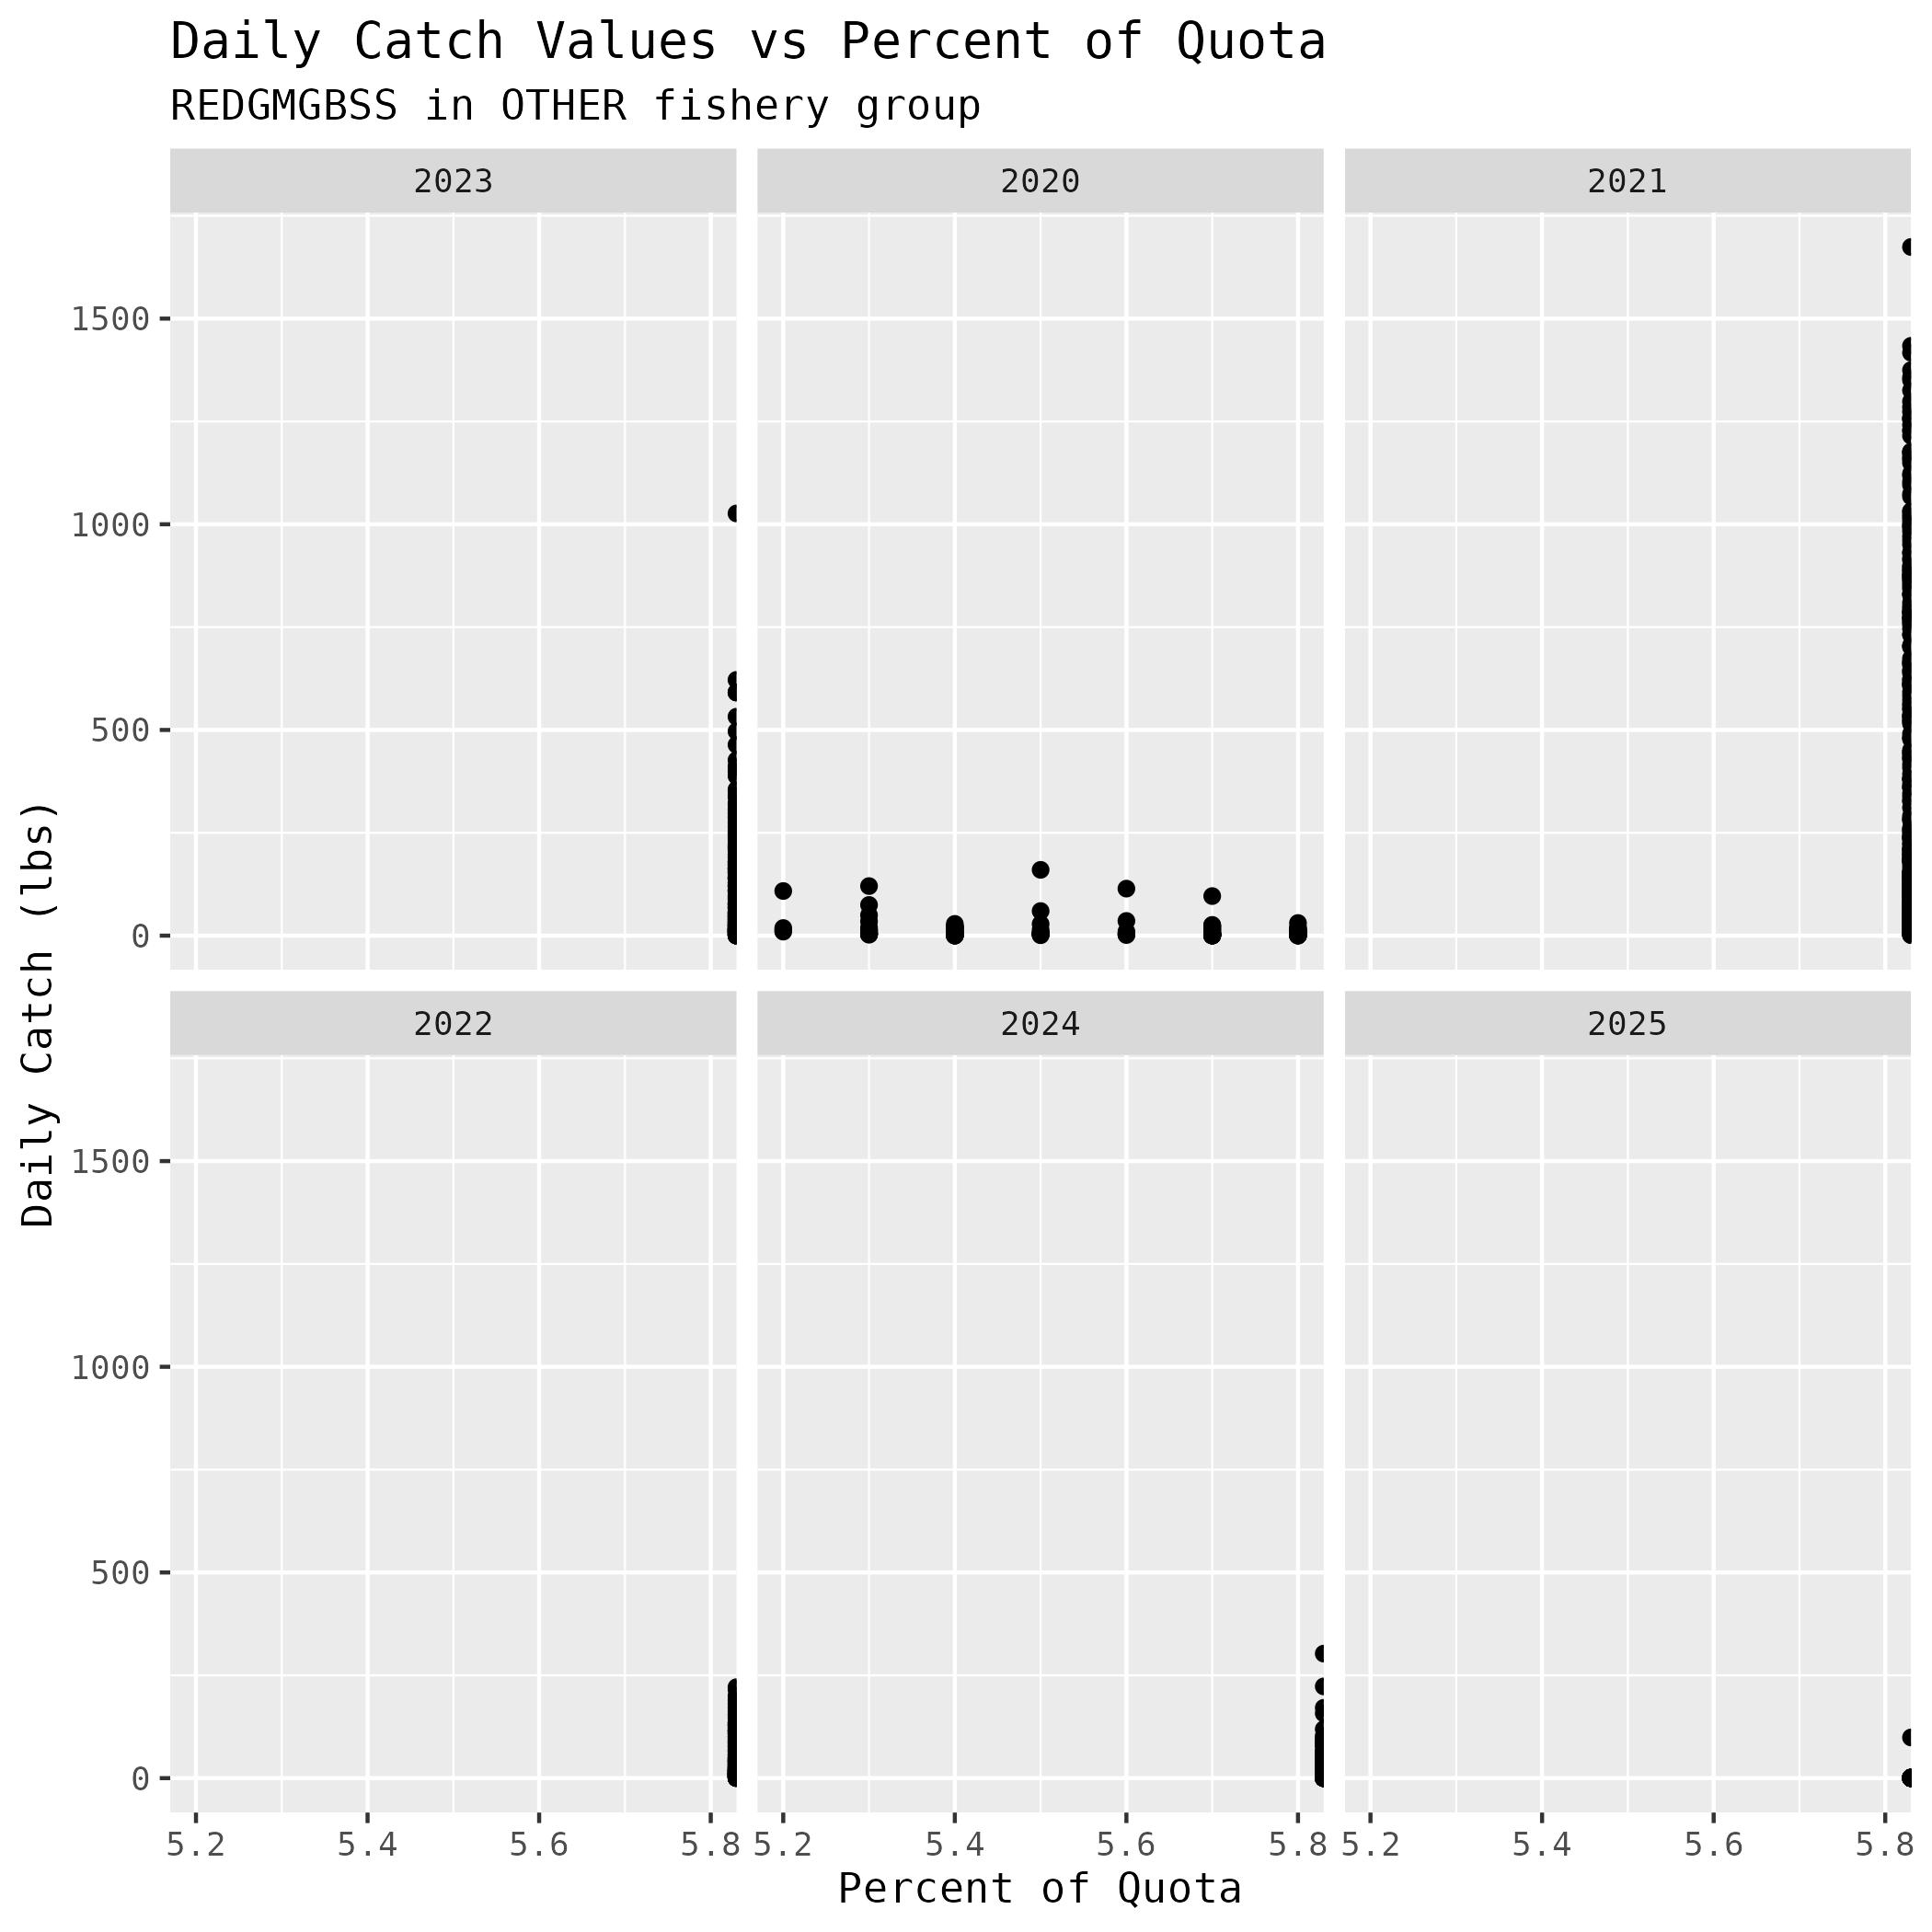 Daily Catch Values vs Percent of Quota
REDGMGBSS in OTHER fishery group
2023 2020 2021
1500
1000
500
0
Daily Catch (lbs)
2022 2024 2025
1500
1000
500
0
5.2 5.4 5.6 5.8 5.2 5.4 5.6 5.8 5.2 5.4 5.6 5.8
Percent of Quota